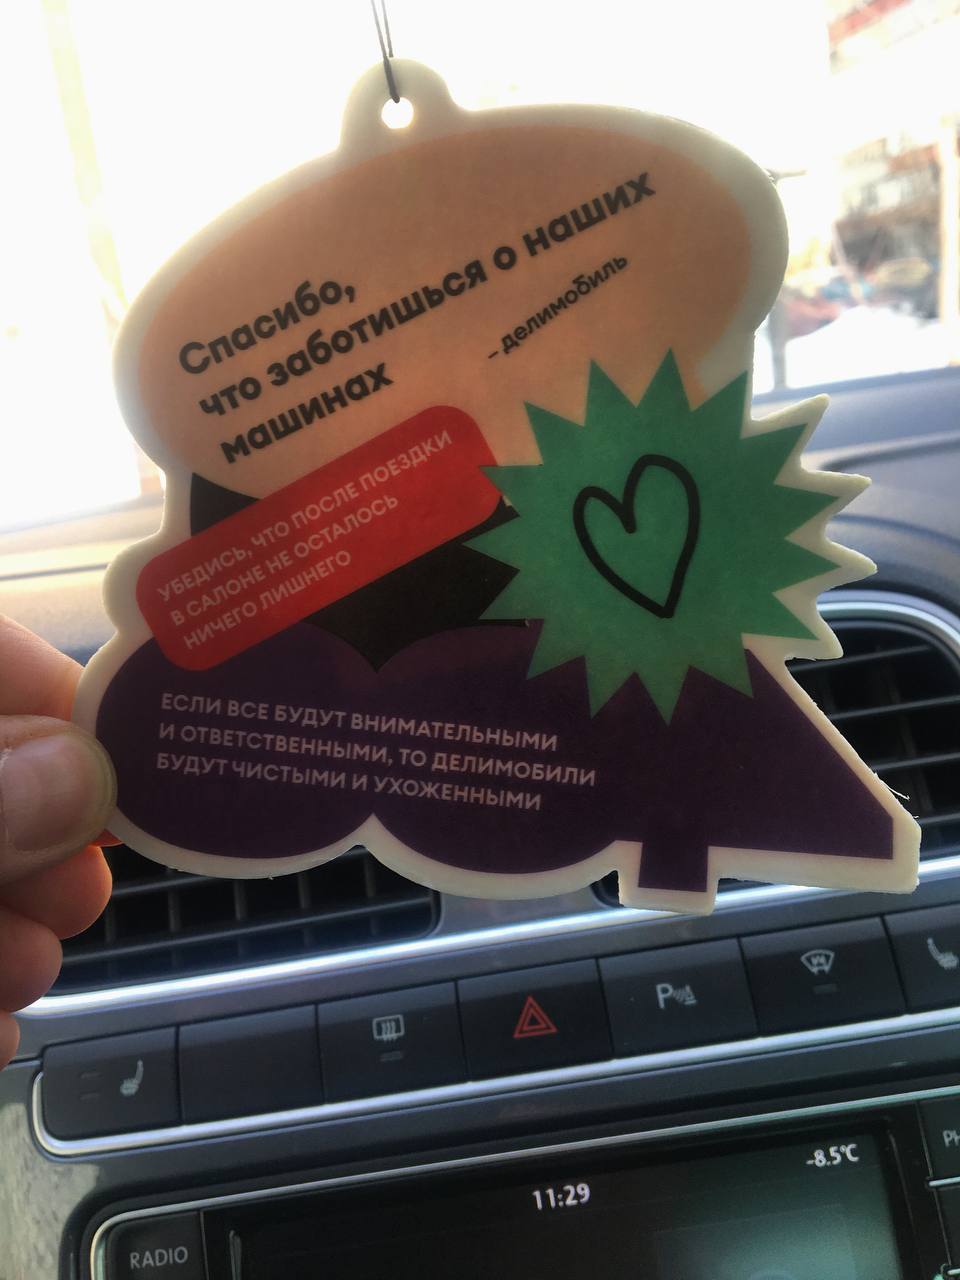 Спасибо,
что заботишься о наших
машинах
– делимобиль
УБЕДИСЬ, ЧТО ПОСЛЕ ПОЕЗДКИ
В САЛОНЕ НЕ ОСТАЛОСЬ
НИЧЕГО ЛИШНЕГО
ЕСЛИ ВСЕ БУДУТ ВНИМАТЕЛЬНЫМИ
И ОТВЕТСТВЕННЫМИ, ТО ДЕЛИМОБИЛИ
БУДУТ ЧИСТЫМИ И УХОЖЕННЫМИ
P
-8.5°C
11:29
PH
RADIO